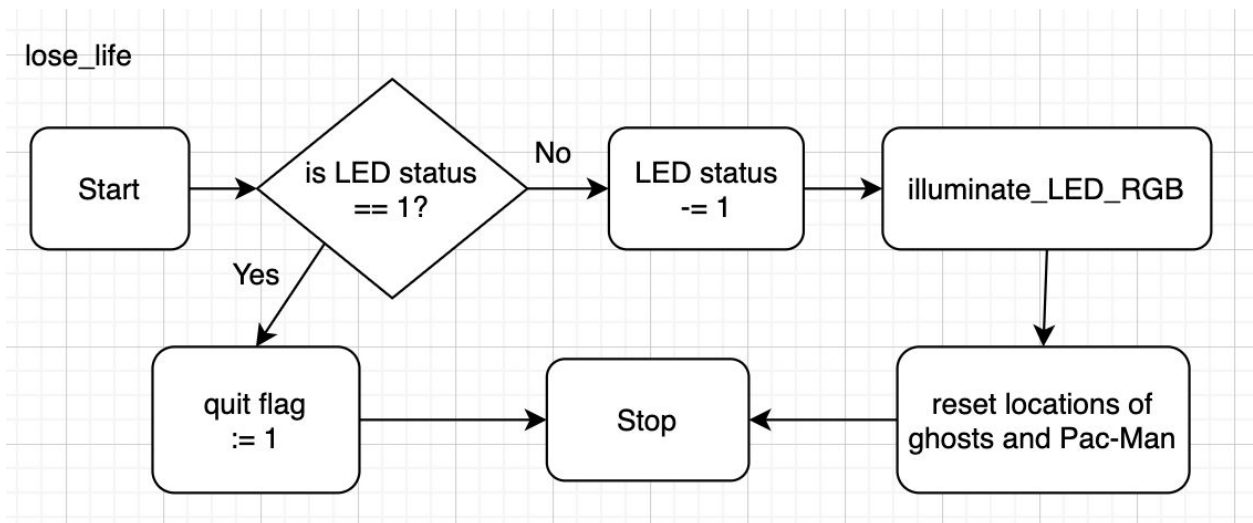 lose_life
Start
is LED status
== 1?
No
LED status
-= 1
illuminate_LED_RGB
Yes
quit flag
:= 1
Stop
reset locations of
ghosts and Pac-Man